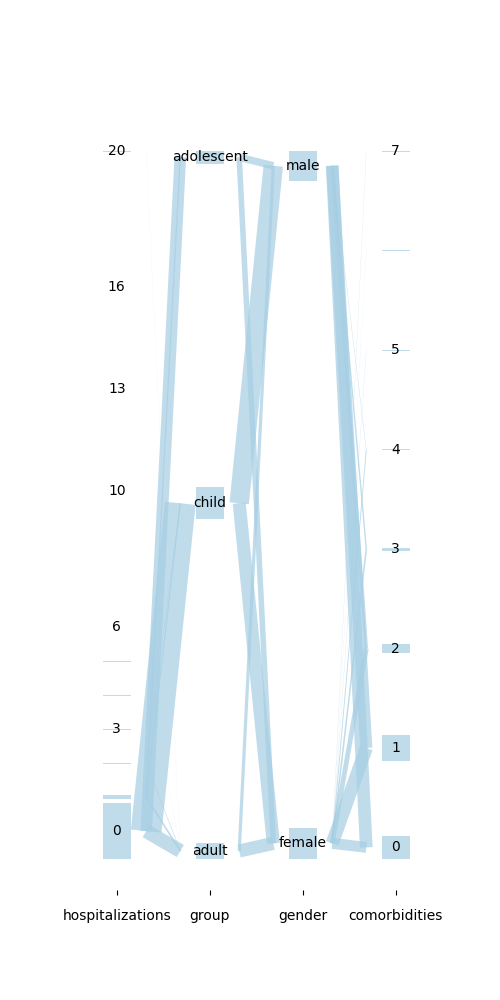 20
16
13
10
6
3
0
adolescent
child
adult
male
female
7
5
4
3
2
1
0
hospitalizations group gender comorbidities